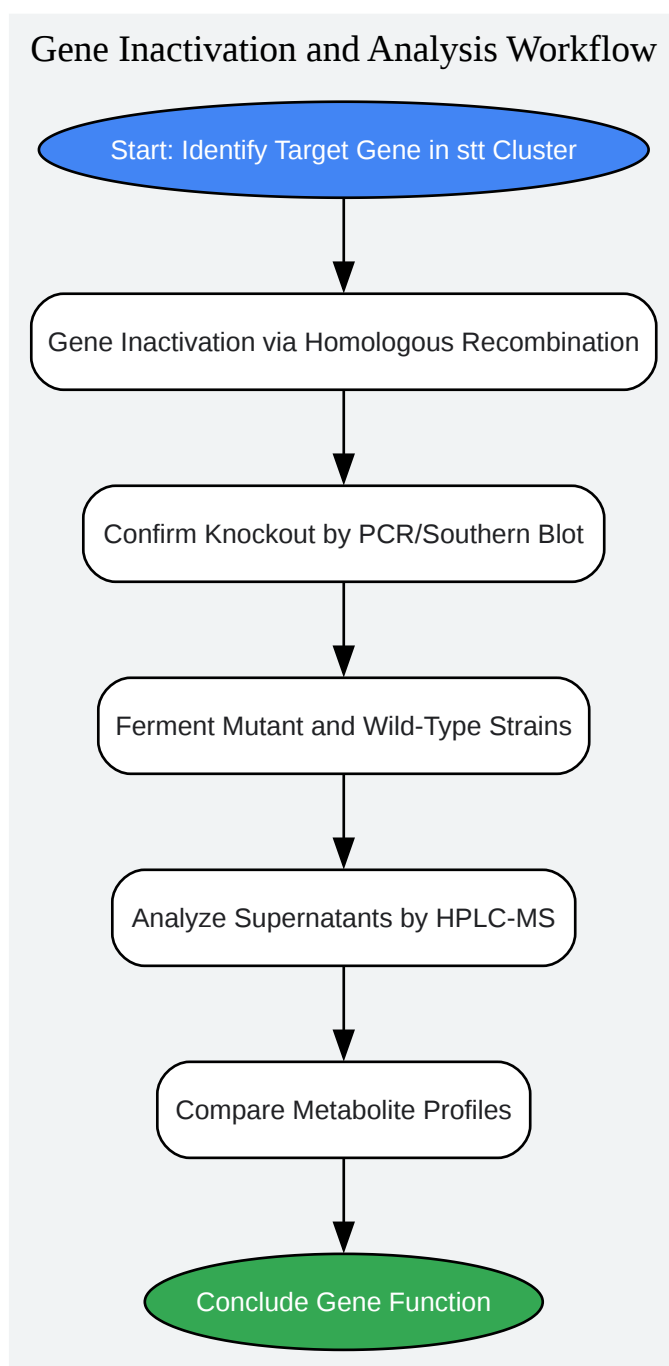 Gene Inactivation and Analysis Workflow
Start: Identify Target Gene in stt Cluster
Gene Inactivation via Homologous Recombination
Confirm Knockout by PCR/Southern Blot
Ferment Mutant and Wild-Type Strains
Analyze Supernatants by HPLC-MS
Compare Metabolite Profiles
Conclude Gene Function